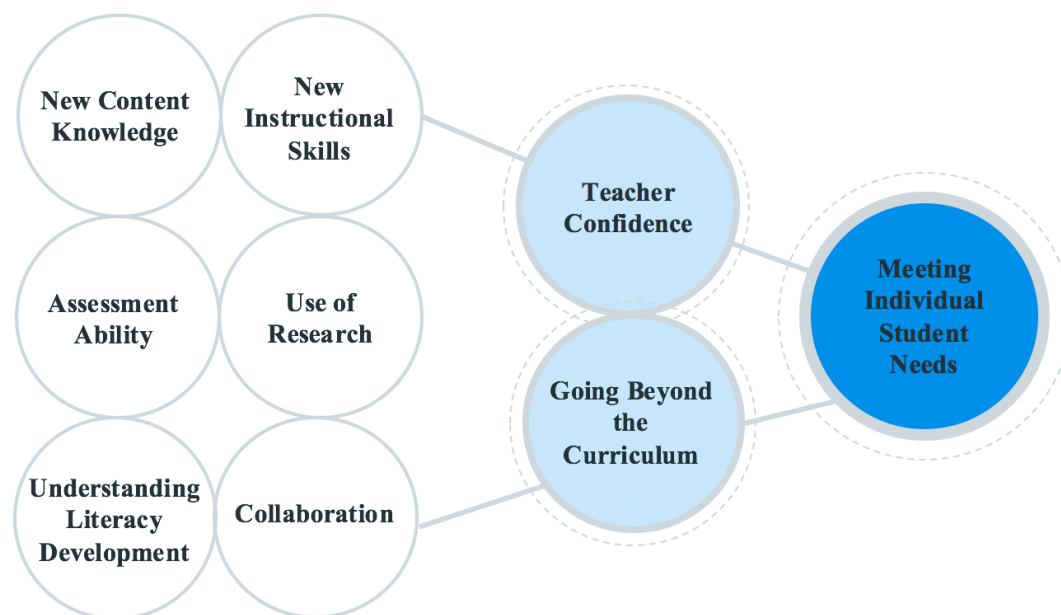 New Content
Knowledge
New
Instructional
Skills
Teacher
Confidence
Meeting
Individual
Student
Needs
Assessment
Ability
Use of
Research
Going Beyond
the
Curriculum
Understanding
Literacy
Development
Collaboration